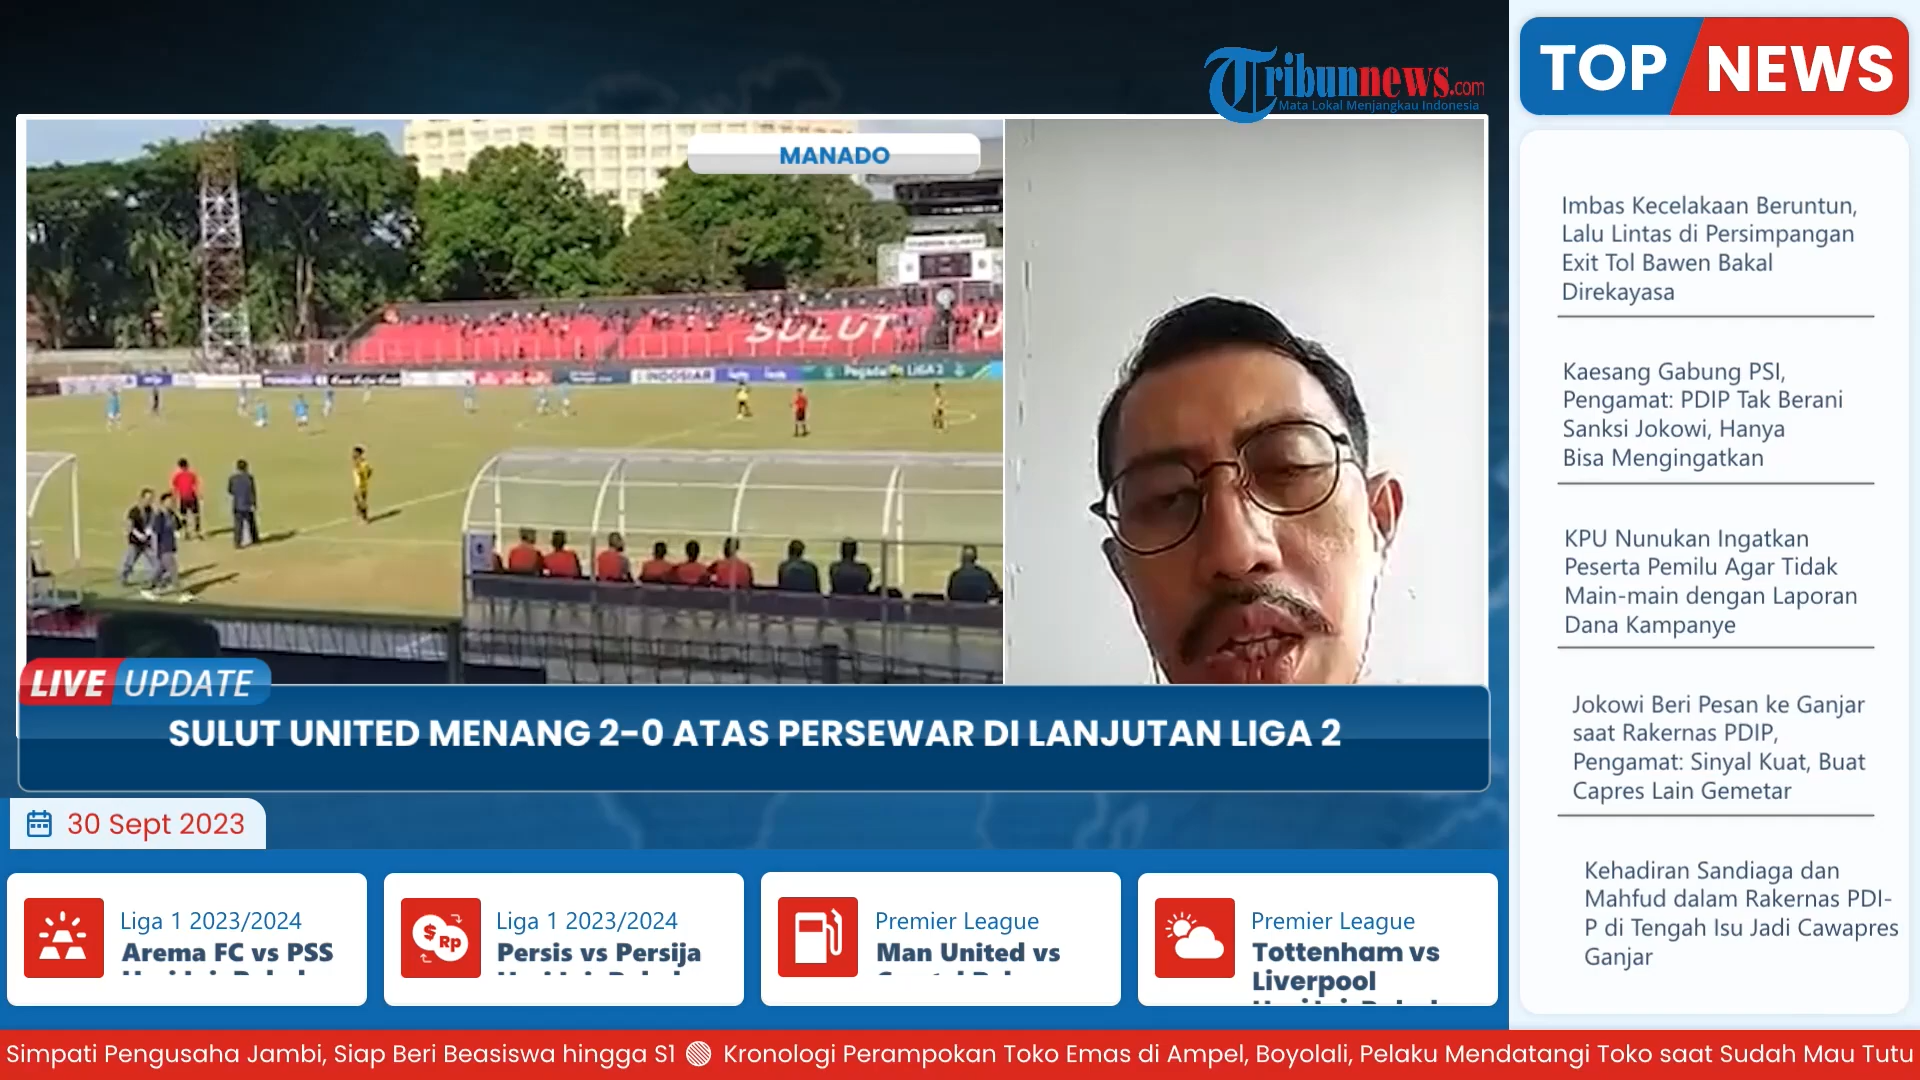 Tribunnews.com
Mata Lokal Menjangkau Indonesia
TOP NEWS
MANADO
SULUT
INDOSIAR
LIGA 2
LIVE UPDATE
SULUT UNITED MENANG 2-0 ATAS PERSEWAR DI LANJUTAN LIGA 2
30 Sept 2023
Liga 1 2023/2024
Arema FC vs PSS
Liga 1 2023/2024
Persis vs Persija
Premier League
Man United vs
Premier League
Tottenham vs
Liverpool
Imbas Kecelakaan Beruntun,
Lalu Lintas di Persimpangan
Exit Tol Bawen Bakal
Direkayasa
Kaesang Gabung PSI,
Pengamat: PDIP Tak Berani
Sanksi Jokowi, Hanya
Bisa Mengingatkan
KPU Nunukan Ingatkan
Peserta Pemilu Agar Tidak
Main-main dengan Laporan
Dana Kampanye
Jokowi Beri Pesan ke Ganjar
saat Rakernas PDIP,
Pengamat: Sinyal Kuat, Buat
Capres Lain Gemetar
Kehadiran Sandiaga dan
Mahfud dalam Rakernas PDI-
P di Tengah Isu Jadi Cawapres
Ganjar
Simpati Pengusaha Jambi, Siap Beri Beasiswa hingga S1 Kronologi Perampokan Toko Emas di Ampel, Boyolali, Pelaku Mendatangi Toko saat Sudah Mau Tutu